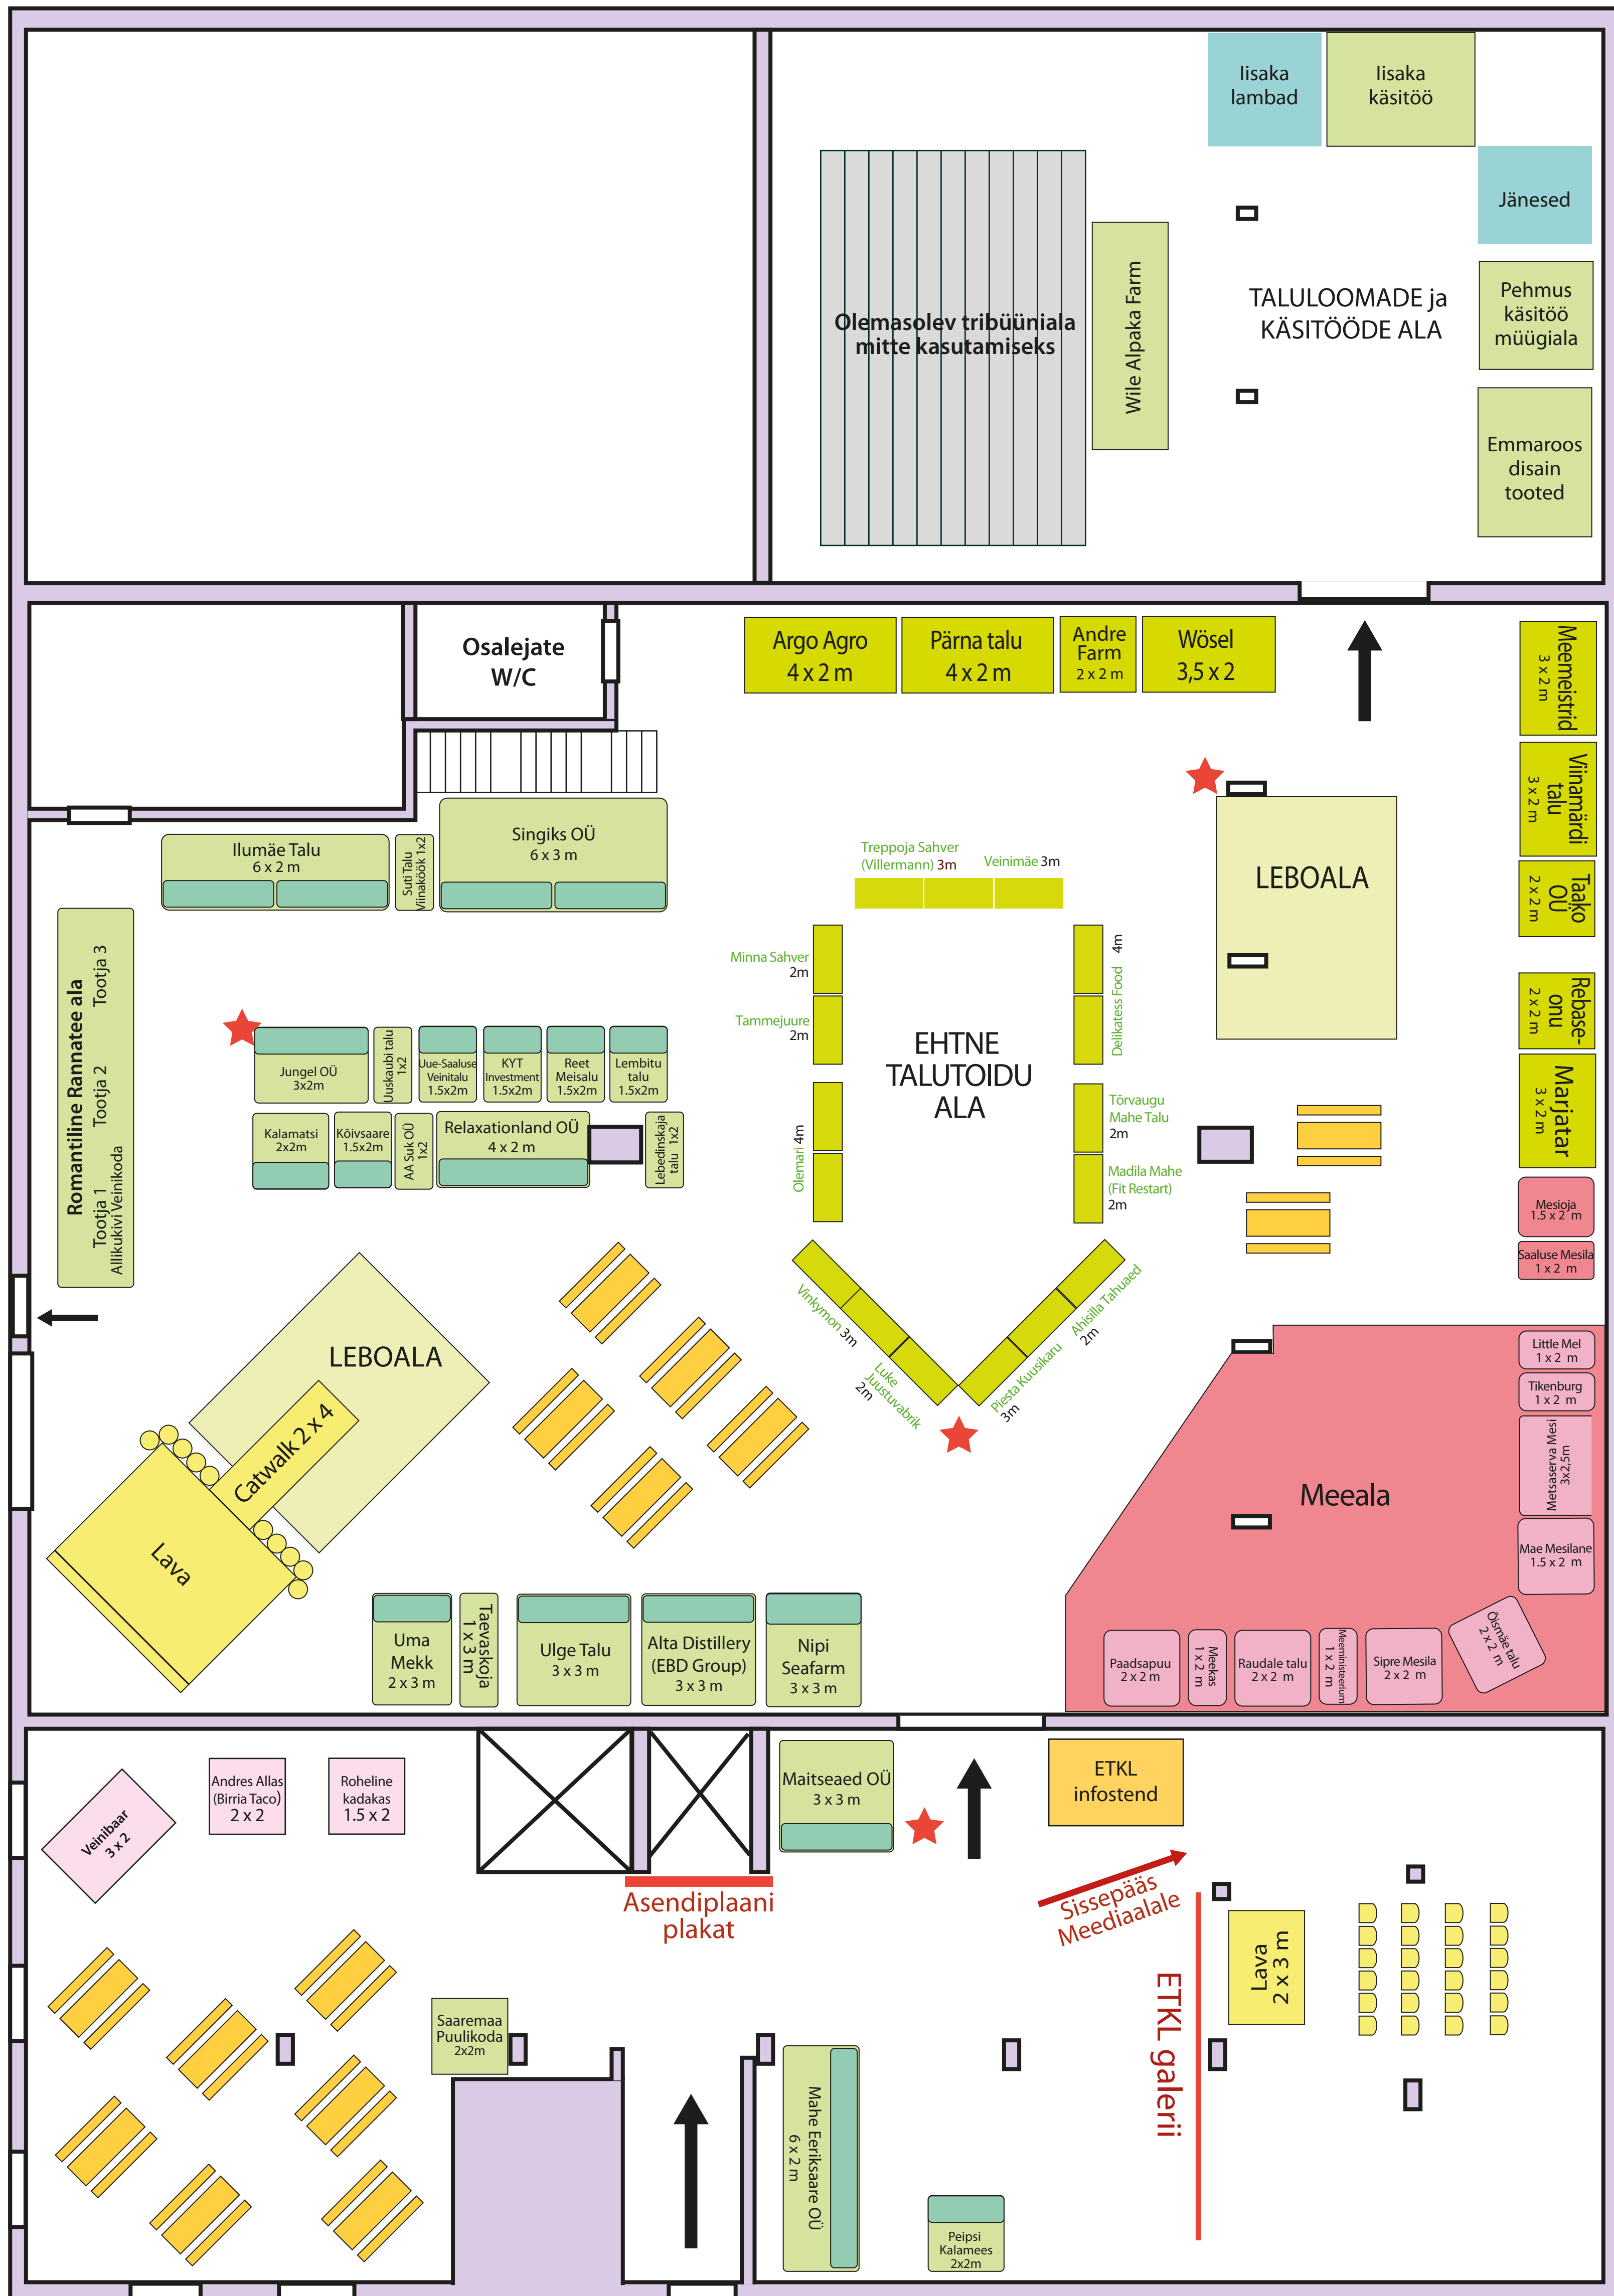 Iisaka
lambad
Iisaka
käsitöö
Jänesed
Pehmus
käsitöö
müügiala
Emmaroos
disain
tooted
TALULOOMADE ja
KÄSITÖÖDE ALA
Wile Alpaka Farm
Olemasolev tribüüniala
mitte kasutamiseks
Osalejate
W/C
Argo Agro
4 x 2 m
Pärna talu
4 x 2 m
Andre
Farm
2 x 2 m
Wösel
3,5 x 2
Meemeistrid
3 x 2 m
Viinamärdi
talu
3 x 2 m
Taako
OÜ
2 x 2 m
Rebase-
onu
2 x 2 m
Marjatar
3 x 2 m
Mesioja
1.5 x 2 m
Saaluse Mesila
1 x 2 m
LEBOALA
Ilumäe Talu
6 x 2 m
Suti Talu
Viinaköök 1x2
Singiks OÜ
6 x 3 m
Romantiline Rannatee ala
Tootja 1 Tootja 2 Tootja 3
Allikukivi Veinikoda
Jungel OÜ
3x2m
Uuskaubi talu
1x2
Uue-Saaluse
Veinitalu
1.5x2m
KYT
Investment
1.5x2m
Reet
Meisalu
1.5x2m
Lembitu
talu
1.5x2m
Kalamatsi
2x2m
Kõivsaare
1.5x2m
AA Suk OÜ
1x2
Relaxationland OÜ
4 x 2 m
Lebedinskaja
talu 1x2
Treppoja Sahver
(Villermann) 3m
Veinimäe 3m
Minna Sahver
2m
Tammejuure
2m
Olemari 4m
Delikatess Food 4m
Tõrvaugu
Mahe Talu
2m
Madila Mahe
(Fit Restart)
2m
EHTNE
TALUTOIDU
ALA
Vinkymon 3m
Luke
Juustuvabrik
2m
Piesta Kuusikaru
3m
Ahisilla Tahuaed
2m
LEBOALA
Catwalk 2 x 4
Lava
Meeala
Little Mel
1 x 2 m
Tikenburg
1 x 2 m
Metsaserva Mesi
3x2,5m
Mae Mesilane
1.5 x 2 m
Õismäe talu
2 x 2 m
Paadsapuu
2 x 2 m
Meekas
1 x 2 m
Raudale talu
2 x 2 m
Meeministeerium
1 x 2 m
Sipre Mesila
2 x 2 m
Uma
Mekk
2 x 3 m
Taevaskoja
1 x 3 m
Ulge Talu
3 x 3 m
Alta Distillery
(EBD Group)
3 x 3 m
Nipi
Seafarm
3 x 3 m
Veinibaar
3 x 2
Andres Allas
(Birria Taco)
2 x 2
Roheline
kadakas
1.5 x 2
Maitseaed OÜ
3 x 3 m
ETKL
infostend
Asendiplaani
plakat
Sissepääs
Meediaalale
ETKL galerii
Lava
2 x 3 m
Saaremaa
Puulikoda
2x2m
Mahe Eeriksaare OÜ
6 x 2 m
Peipsi
Kalamees
2x2m